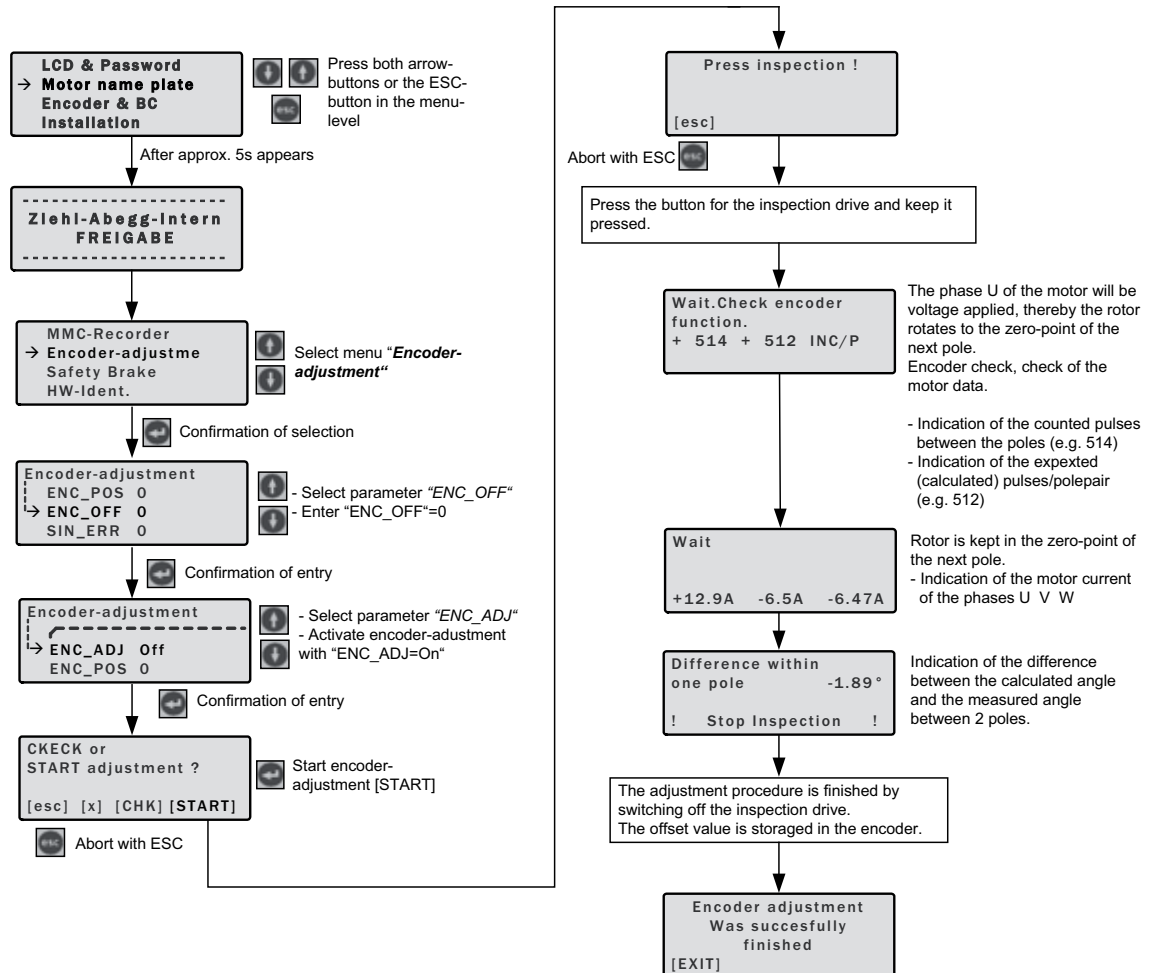 LCD & Password
→ Motor name plate
Encoder & BC
Installation
esc
Press both arrow-
buttons or the ESC-
button in the menu-
level
After approx. 5s appears
- - - - - - - - - - - - - - - - - - - -
Ziehl-Abegg-Intern
FREIGABE
- - - - - - - - - - - - - - - - - - - -
MMC-Recorder
→ Encoder-adjustme
Safety Brake
HW-Ident.
Select menu “Encoder-
adjustment“
Confirmation of selection
Encoder-adjustment
ENC_POS 0
→ ENC_OFF 0
SIN_ERR 0
- Select parameter “ENC_OFF“
- Enter “ENC_OFF“=0
Confirmation of entry
Encoder-adjustment
→ ENC_ADJ Off
ENC_POS 0
- Select parameter “ENC_ADJ“
- Activate encoder-adustment
with “ENC_ADJ=On“
Confirmation of entry
CKECK or
START adjustment ?
[esc] [x] [CHK] [START]
Start encoder-
adjustment [START]
esc
Abort with ESC
Press inspection !
[esc]
Abort with ESC
esc
Press the button for the inspection drive and keep it
pressed.
Wait.Check encoder
function.
+ 514 + 512 INC/P
The phase U of the motor will be
voltage applied, thereby the rotor
rotates to the zero-point of the
next pole.
Encoder check, check of the
motor data.
- Indication of the counted pulses
between the poles (e.g. 514)
- Indication of the expexted
(calculated) pulses/polepair
(e.g. 512)
Wait
+12.9A -6.5A -6.47A
Rotor is kept in the zero-point of
the next pole.
- Indication of the motor current
of the phases U V W
Difference within
one pole -1.89°
! Stop Inspection !
Indication of the difference
between the calculated angle
and the measured angle
between 2 poles.
The adjustment procedure is finished by
switching off the inspection drive.
The offset value is storaged in the encoder.
Encoder adjustment
Was succesfully
finished
[EXIT]